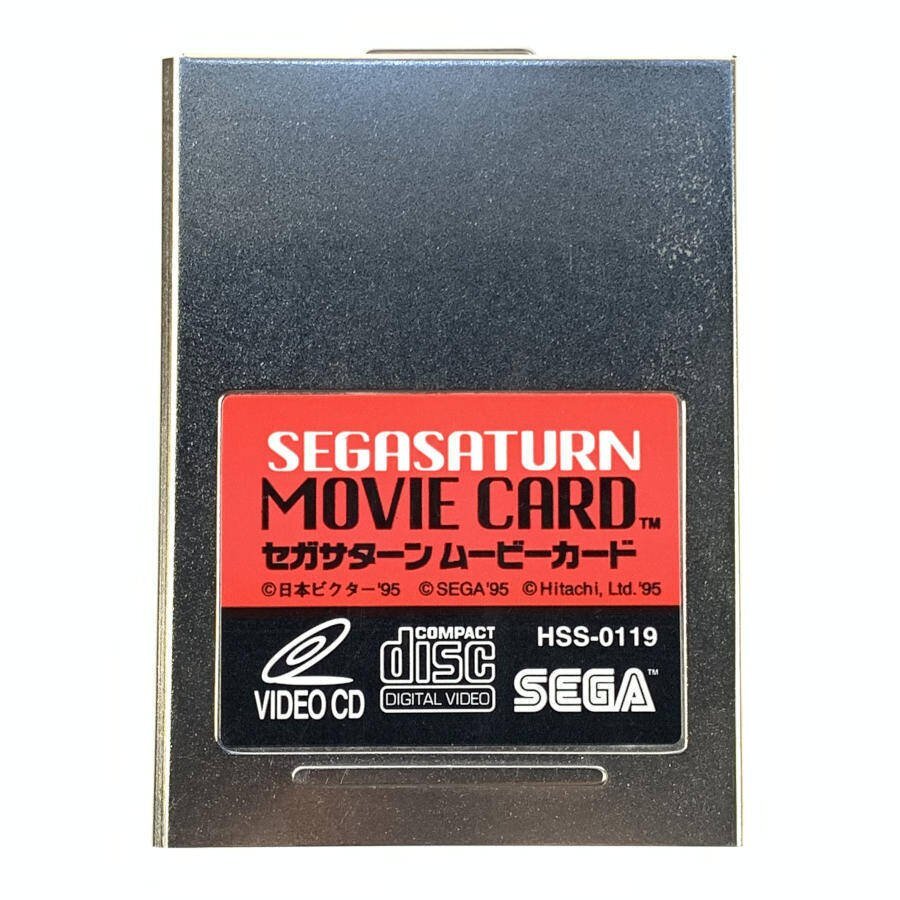 SEGASATURN
MOVIE CARD™
セガサターン ムービーカード
©日本ビクター'95 ©SEGA'95 ©Hitachi, Ltd.'95
HSS-0119
VIDEO CD
COMPACT
disc
DIGITAL VIDEO
SEGA™